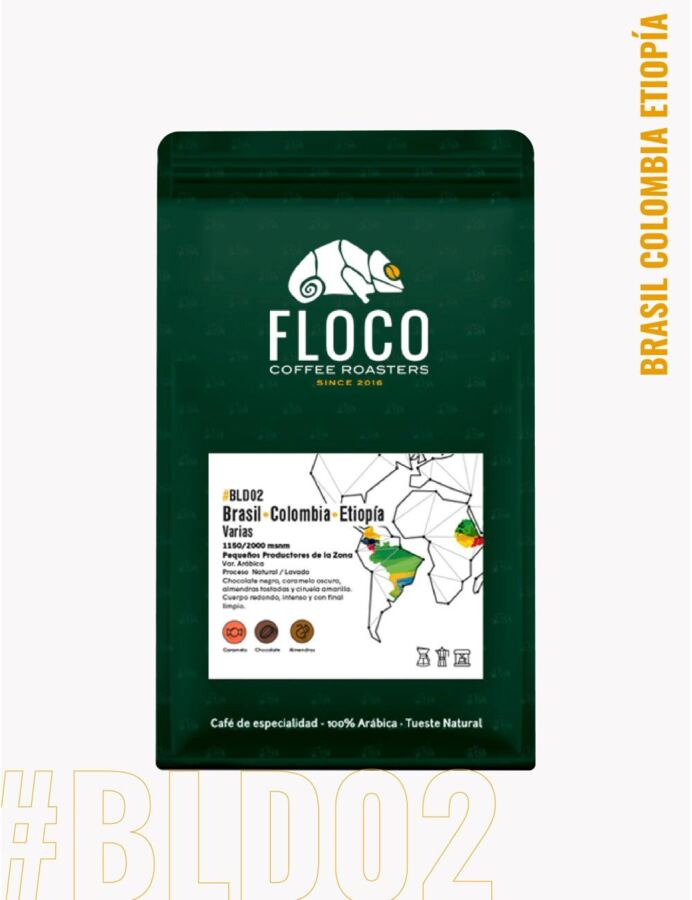 BRASIL COLOMBIA ETIOPÍA
FLOCO
COFFEE ROASTERS
SINCE 2016
#BLD02
Brasil • Colombia • Etiopía
Varias
1150/2000 msnm
Pequeños Productores de la Zona
Var. Arábica
Proceso Natural / Lavado
Chocolate negro, caramelo oscuro,
almendras tostadas y ciruela amarilla.
Cuerpo redondo, intenso y con final
limpio.
Caramelo Chocolate Almendras
Café de especialidad - 100% Arábica · Tueste Natural
#BLD02